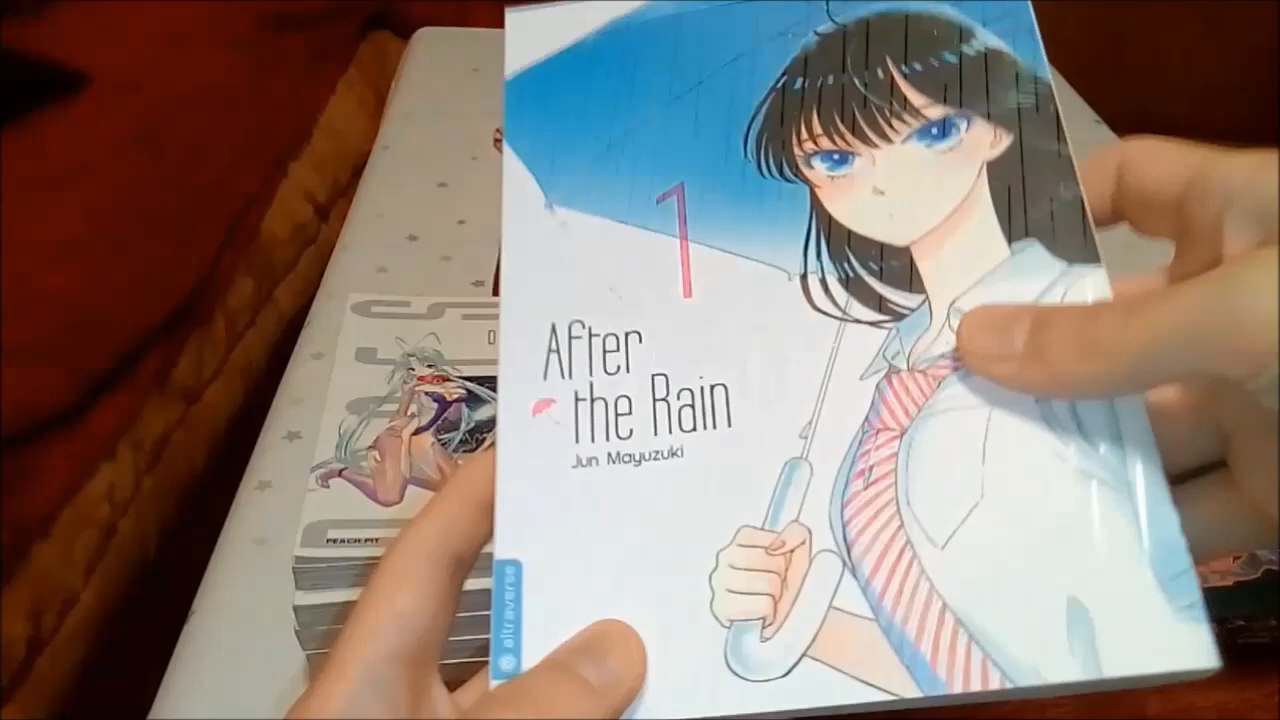 1
After
the Rain
Jun Mayuzuki
altraverse
PEACH-PIT